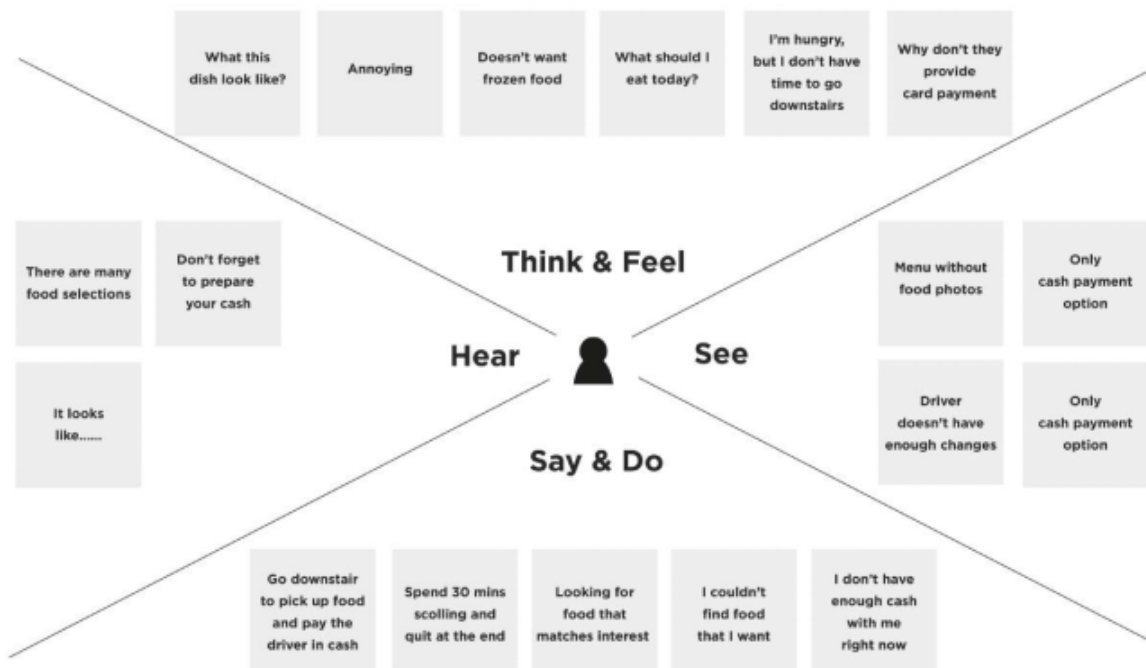 What this
dish look like?
Annoying
Doesn't want
frozen food
What should I
eat today?
I'm hungry,
but I don't have
time to go
downstairs
Why don't they
provide
card payment
Think & Feel
There are many
food selections
Don't forget
to prepare
your cash
It looks
like......
Hear
See
Menu without
food photos
Only
cash payment
option
Driver
doesn't have
enough changes
Only
cash payment
option
Say & Do
Go downstair
to pick up food
and pay the
driver in cash
Spend 30 mins
scolling and
quit at the end
Looking for
food that
matches interest
I couldn't
find food
that I want
I don't have
enough cash
with me
right now